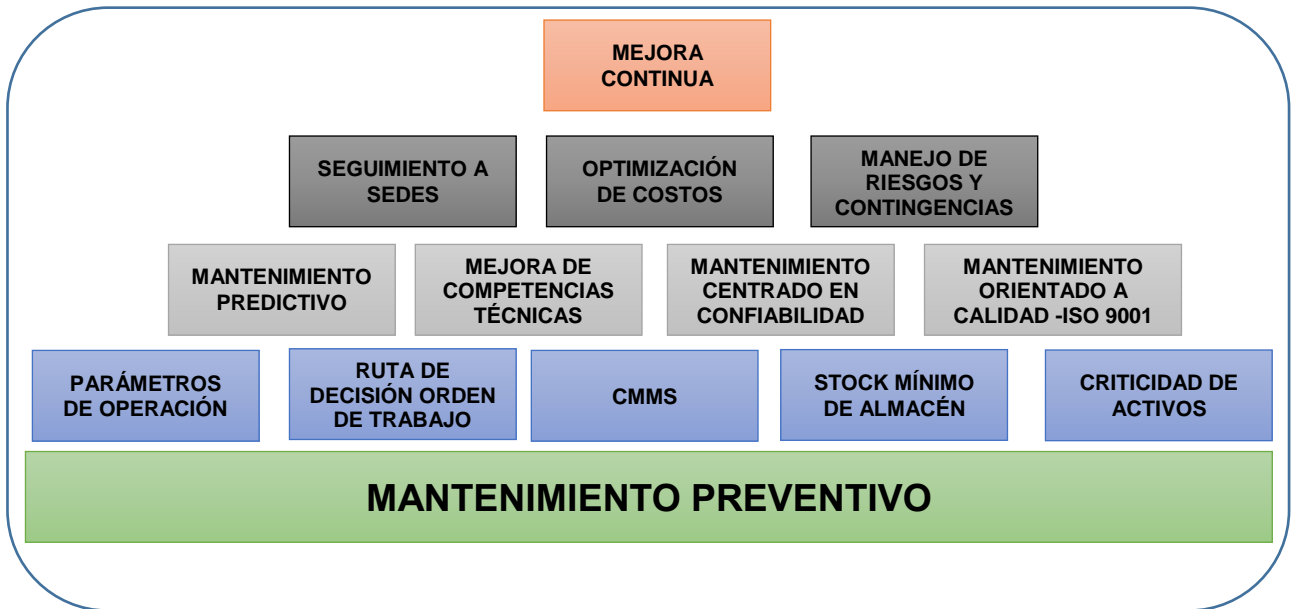 MEJORA
CONTINUA
SEGUIMIENTO A
SEDES
OPTIMIZACIÓN
DE COSTOS
MANEJO DE
RIESGOS Y
CONTINGENCIAS
MANTENIMIENTO
PREDICTIVO
MEJORA DE
COMPETENCIAS
TÉCNICAS
MANTENIMIENTO
CENTRADO EN
CONFIABILIDAD
MANTENIMIENTO
ORIENTADO A
CALIDAD -ISO 9001
PARÁMETROS
DE OPERACIÓN
RUTA DE
DECISIÓN ORDEN
DE TRABAJO
CMMS
STOCK MÍNIMO
DE ALMACÉN
CRITICIDAD DE
ACTIVOS
MANTENIMIENTO PREVENTIVO